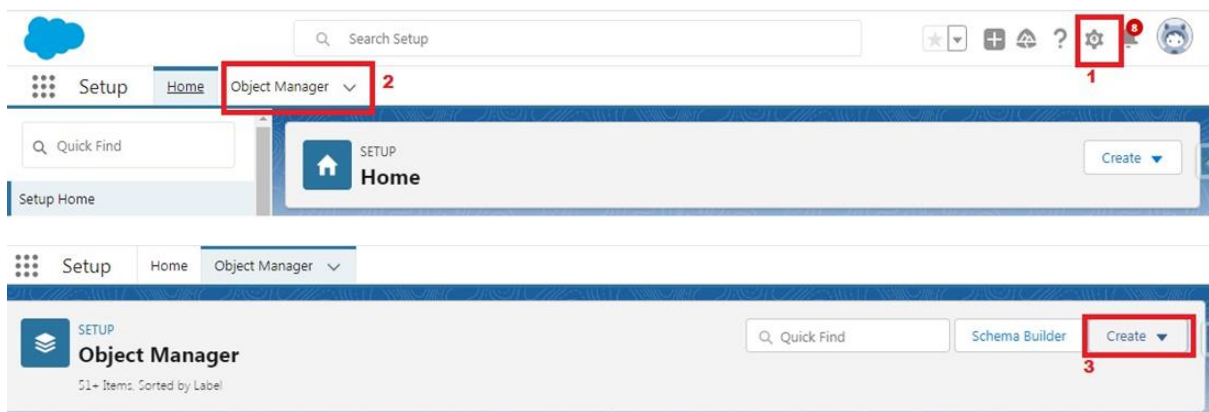 Search Setup
8
1
Setup Home Object Manager 2
Quick Find
SETUP
Home
Create
Setup Home
Setup Home Object Manager
SETUP
Object Manager
51+ Items, Sorted by Label
Quick Find Schema Builder Create
3